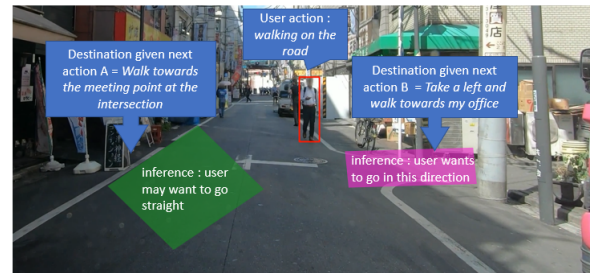 User action :
walking on the
road
Destination given next
action A = Walk towards
the meeting point at the
intersection
Destination given next
action B = Take a left and
walk towards my office
inference : user
may want to go
straight
inference : user wants
to go in this direction